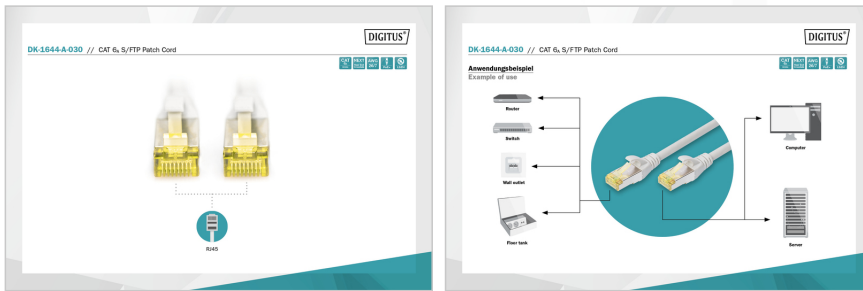 DIGITUS®
DK-1644-A-030 // CAT 6A S/FTP Patch Cord
RJ45
DIGITUS®
DK-1644-A-030 // CAT 6A S/FTP Patch Cord
Anwendungsbeispiel
Example of use
Router
Switch
Wall outlet
Floor tank
Computer
Server